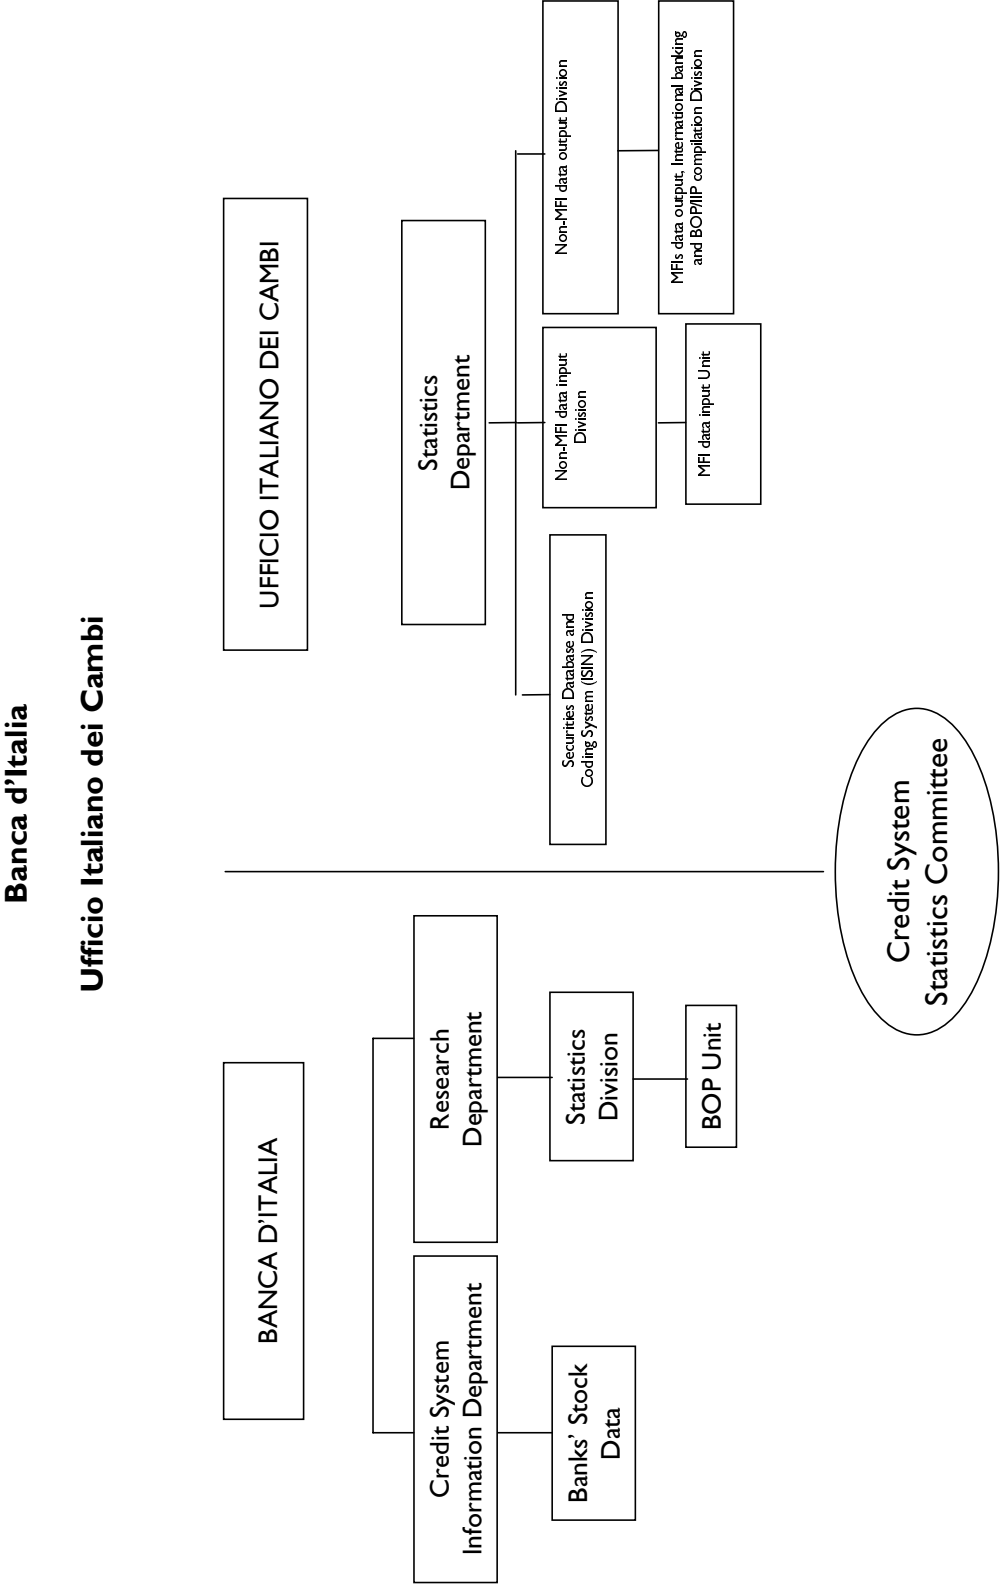 Banca d’Italia
Ufficio Italiano dei Cambi
BANCA D’ITALIA
UFFICIO ITALIANO DEI CAMBI
Credit System
Information Department
Research
Department
Statistics
Department
Banks’ Stock
Data
Statistics
Division
BOP Unit
Securities Database and
Coding System (ISIN) Division
Non-MFI data input
Division
MFI data input Unit
Non-MFI data output Division
MFIs data output, International banking
and BOP/IIP compilation Division
Credit System
Statistics Committee